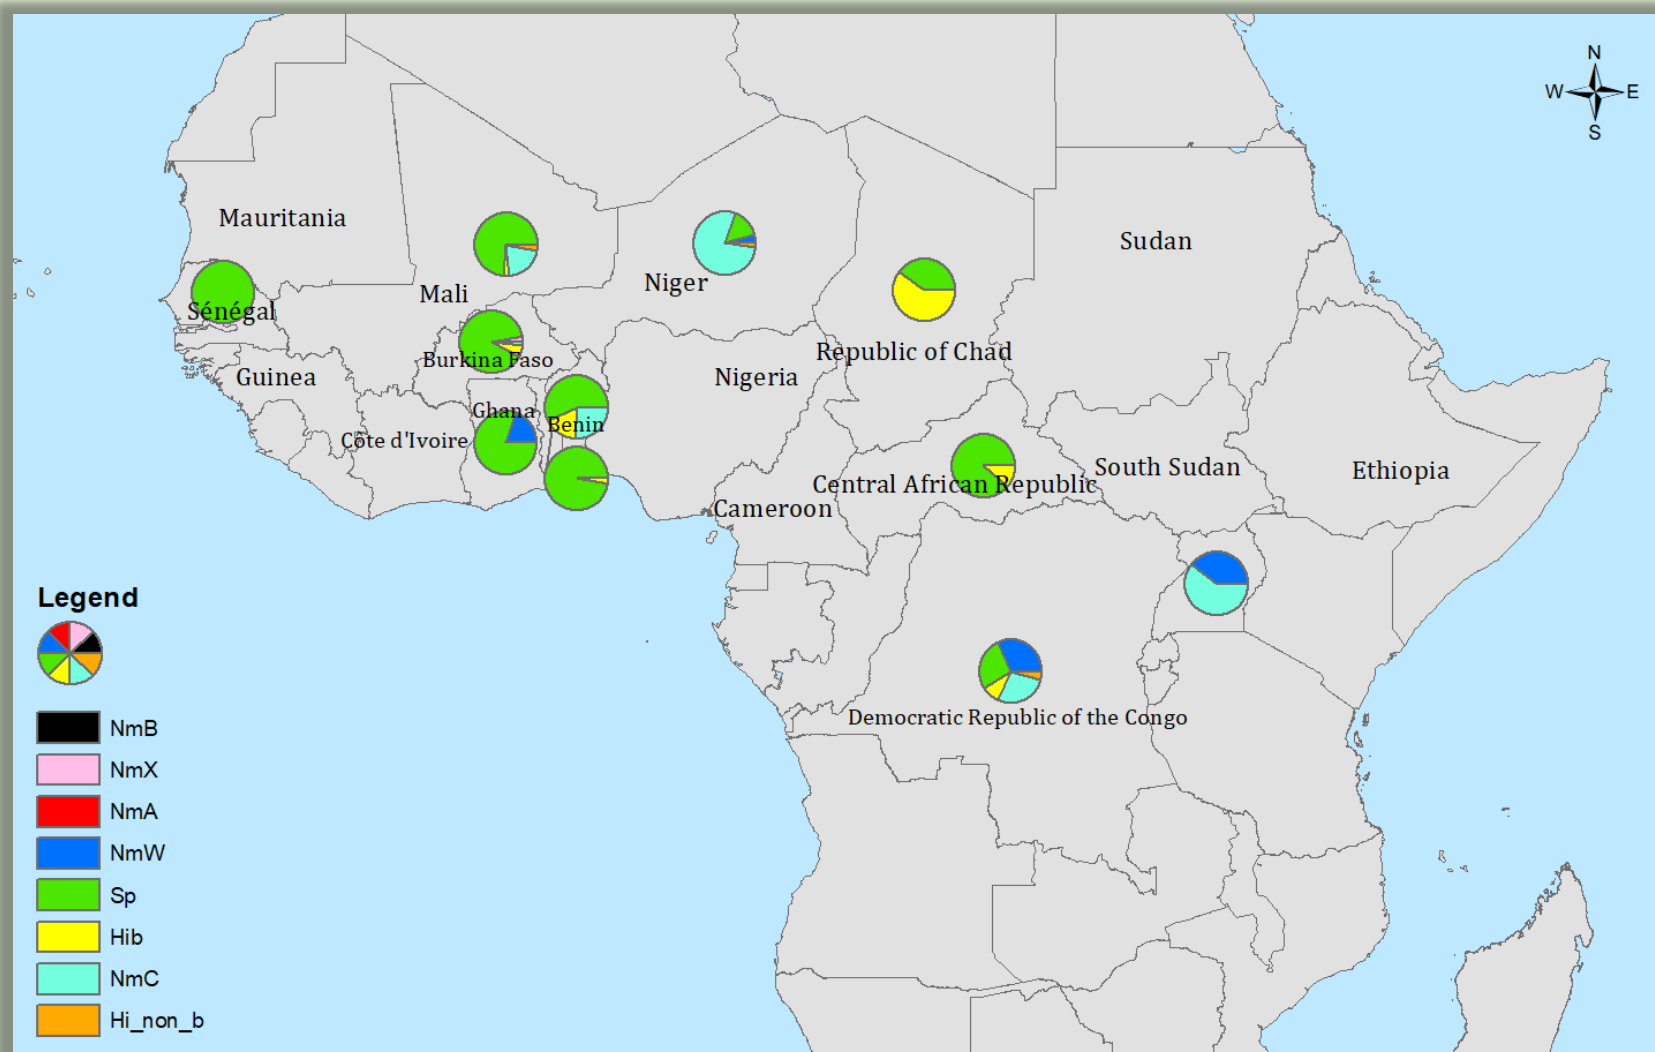 N
W E
S
Mauritania
Sudan
Mali
Niger
Sénégal
Republic of Chad
Burkina Faso
Guinea
Nigeria
Ghana
Benin
Côte d'Ivoire
South Sudan
Ethiopia
Central African Republic
Cameroon
Democratic Republic of the Congo
Legend
NmB
NmX
NmA
NmW
Sp
Hib
NmC
Hi_non_b